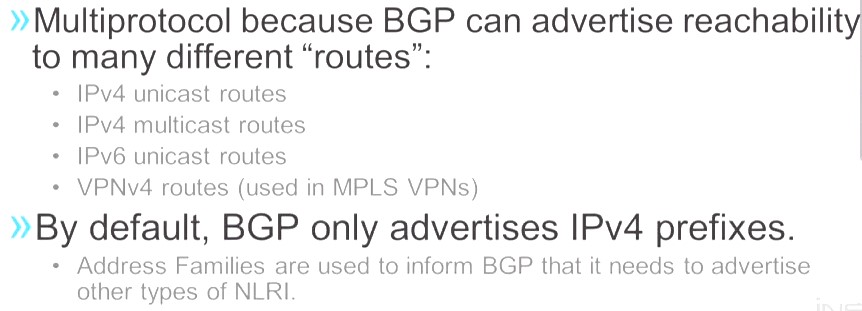 »Multiprotocol because BGP can advertise reachability
to many different “routes”:
• IPv4 unicast routes
• IPv4 multicast routes
• IPv6 unicast routes
• VPNv4 routes (used in MPLS VPNs)
»By default, BGP only advertises IPv4 prefixes.
• Address Families are used to inform BGP that it needs to advertise
other types of NLRI.